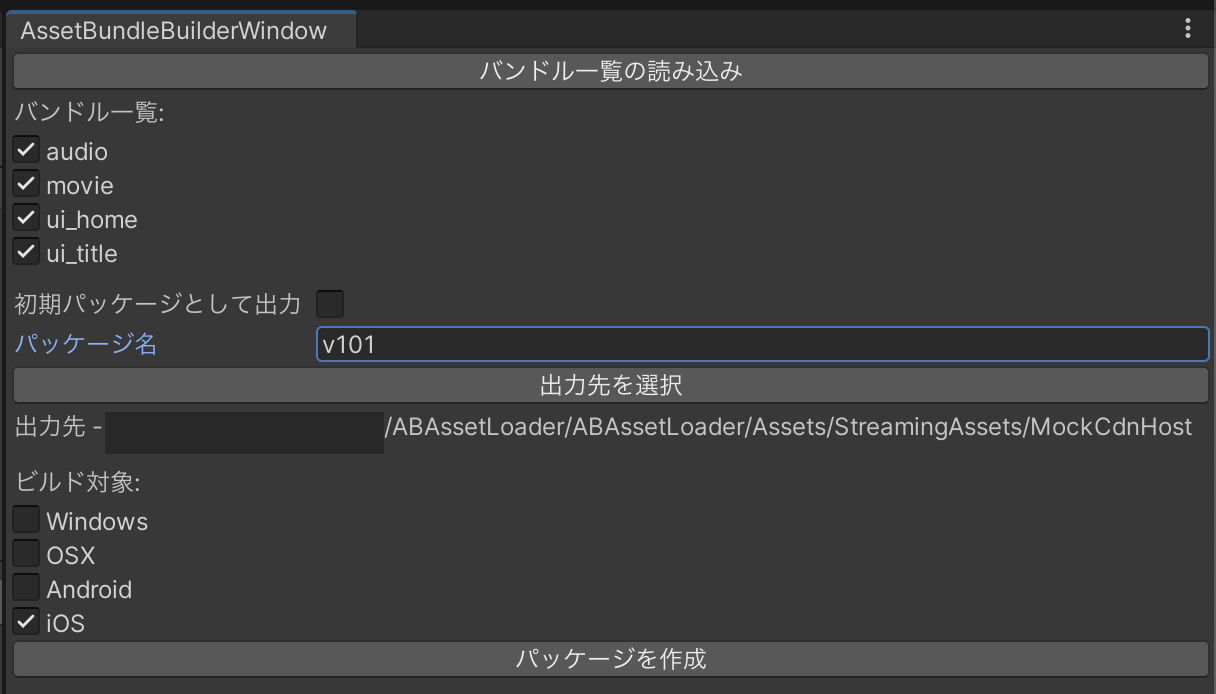 AssetBundleBuilderWindow
バンドル一覧の読み込み
バンドル一覧:
audio
movie
ui_home
ui_title
初期パッケージとして出力
パッケージ名 v101
出力先を選択
出力先 - /ABAssetLoader/ABAssetLoader/Assets/StreamingAssets/MockCdnHost
ビルド対象:
Windows
OSX
Android
iOS
パッケージを作成